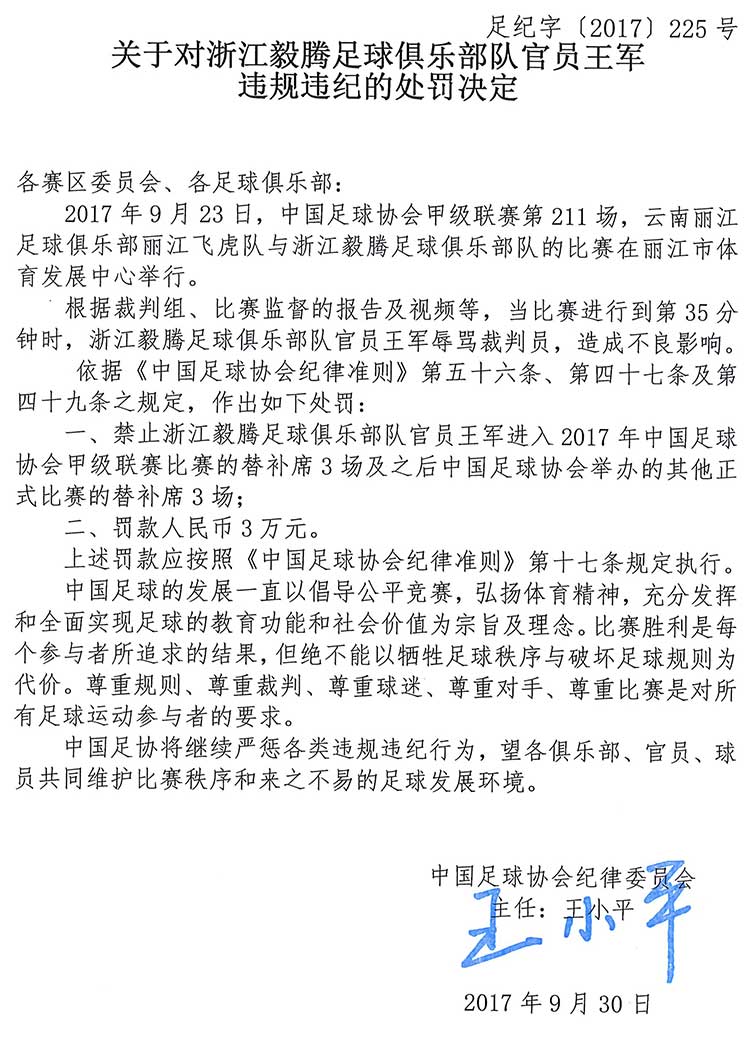 足纪字〔2017〕225号
关于对浙江毅腾足球俱乐部队官员王军
违规违纪的处罚决定
各赛区委员会、各足球俱乐部：
2017年9月23日，中国足球协会甲级联赛第211场，云南丽江
足球俱乐部丽江飞虎队与浙江毅腾足球俱乐部队的比赛在丽江市体
育发展中心举行。
根据裁判组、比赛监督的报告及视频等，当比赛进行到第35分
钟时，浙江毅腾足球俱乐部队官员王军辱骂裁判员，造成不良影响。
依据《中国足球协会纪律准则》第五十六条、第四十七条及第
四十九条之规定，作出如下处罚：
一、禁止浙江毅腾足球俱乐部队官员王军进入2017年中国足球
协会甲级联赛比赛的替补席3场及之后中国足球协会举办的其他正
式比赛的替补席3场；
二、罚款人民币3万元。
上述罚款应按照《中国足球协会纪律准则》第十七条规定执行。
中国足球的发展一直以倡导公平竞赛，弘扬体育精神，充分发挥
和全面实现足球的教育功能和社会价值为宗旨及理念。比赛胜利是每
个参与者所追求的结果，但绝不能以牺牲足球秩序与破坏足球规则为
代价。尊重规则、尊重裁判、尊重球迷、尊重对手、尊重比赛是对所
有足球运动参与者的要求。
中国足协将继续严惩各类违规违纪行为，望各俱乐部、官员、球
员共同维护比赛秩序和来之不易的足球发展环境。
中国足球协会纪律委员会
主任：王小平
王小平
2017年9月30日